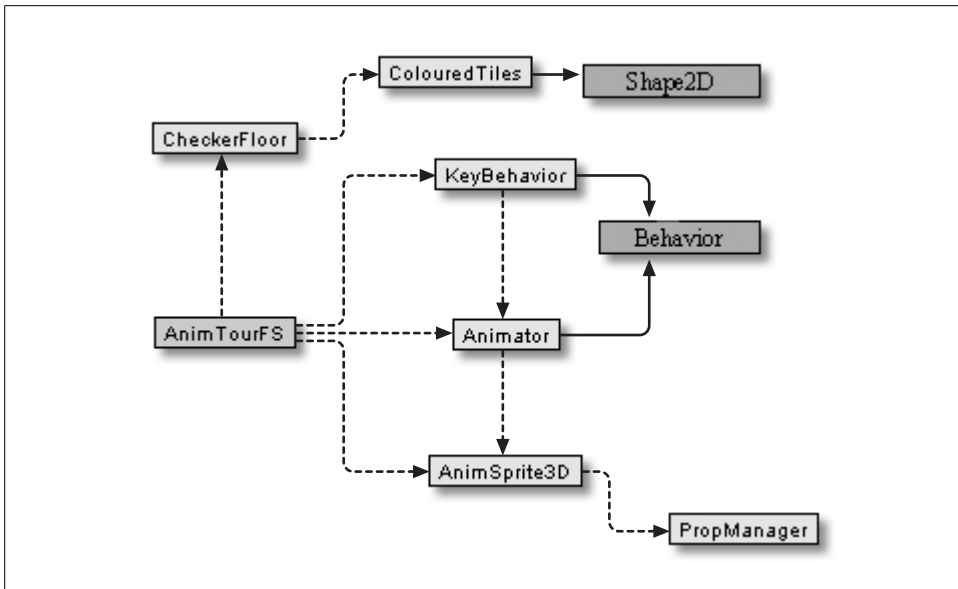 ColouredTiles
Shape2D
CheckerFloor
KeyBehavior
Behavior
AnimTourFS
Animator
AnimSprite3D
PropManager